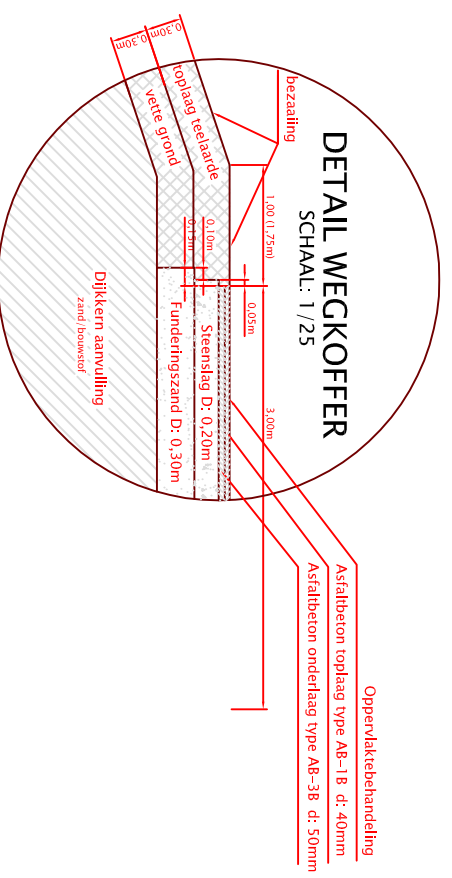 DETAIL WEGKOFFER
SCHAAL: 1/25
bezaaiing
0,30m
0,30m
toplaag teelaarde
vette grond
1,00 (1,75m)
3,00m
0,05m
0,10m
0,15m
Steenslag D: 0,20m
Funderingszand D: 0,30m
Dijkkern aanvulling
zand/bouwstof
Oppervlaktebehandeling
Asfaltbeton toplaag type AB-1B d: 40mm
Asfaltbeton onderlaag type AB-3B d: 50mm